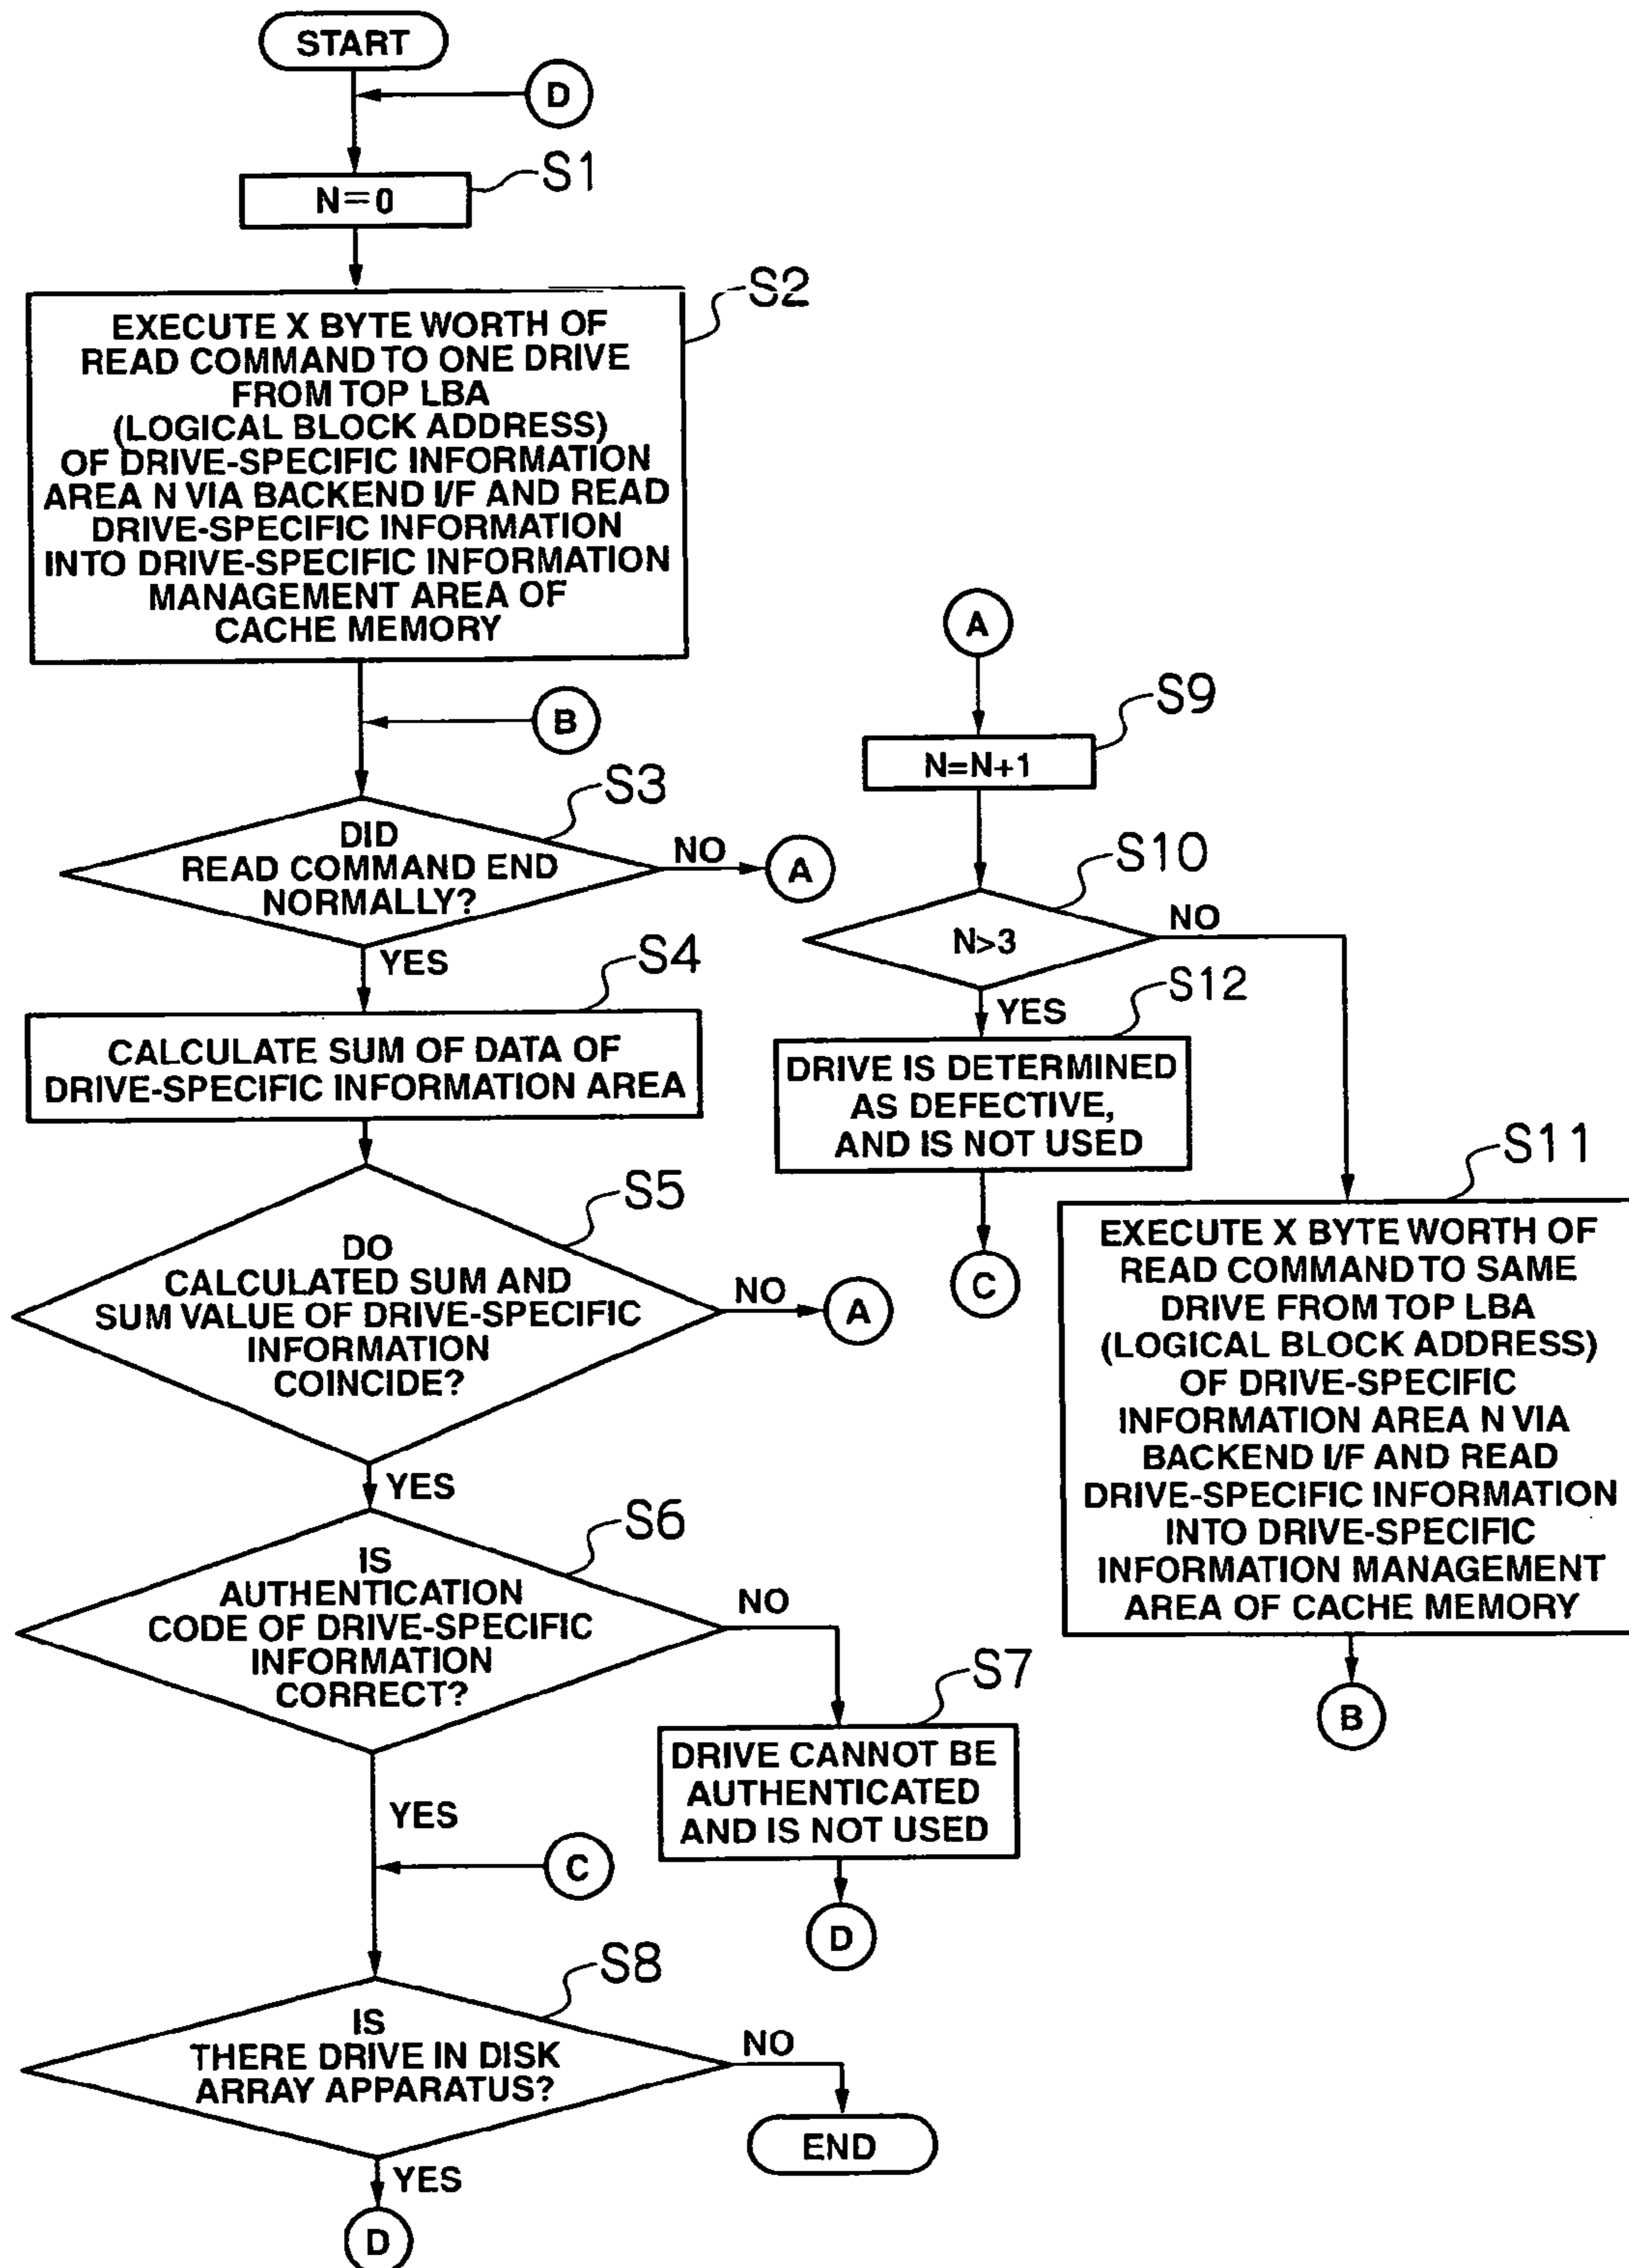 START
D
S1
N=0
S2
EXECUTE X BYTE WORTH OF
READ COMMAND TO ONE DRIVE
FROM TOP LBA
(LOGICAL BLOCK ADDRESS)
OF DRIVE-SPECIFIC INFORMATION
AREA N VIA BACKEND I/F AND READ
DRIVE-SPECIFIC INFORMATION
INTO DRIVE-SPECIFIC INFORMATION
MANAGEMENT AREA OF
CACHE MEMORY
B
S3
DID
READ COMMAND END
NORMALLY?
NO
A
YES
S4
CALCULATE SUM OF DATA OF
DRIVE-SPECIFIC INFORMATION AREA
S5
DO
CALCULATED SUM AND
SUM VALUE OF DRIVE-SPECIFIC
INFORMATION
COINCIDE?
NO
A
YES
S6
IS
AUTHENTICATION
CODE OF DRIVE-SPECIFIC
INFORMATION
CORRECT?
NO
S7
DRIVE CANNOT BE
AUTHENTICATED
AND IS NOT USED
D
YES
C
S8
IS
THERE DRIVE IN DISK
ARRAY APPARATUS?
NO
END
YES
D
A
S9
N=N+1
S10
N>3
NO
YES
S12
DRIVE IS DETERMINED
AS DEFECTIVE,
AND IS NOT USED
C
S11
EXECUTE X BYTE WORTH OF
READ COMMAND TO SAME
DRIVE FROM TOP LBA
(LOGICAL BLOCK ADDRESS)
OF DRIVE-SPECIFIC
INFORMATION AREA N VIA
BACKEND I/F AND READ
DRIVE-SPECIFIC INFORMATION
INTO DRIVE-SPECIFIC
INFORMATION MANAGEMENT
AREA OF CACHE MEMORY
B